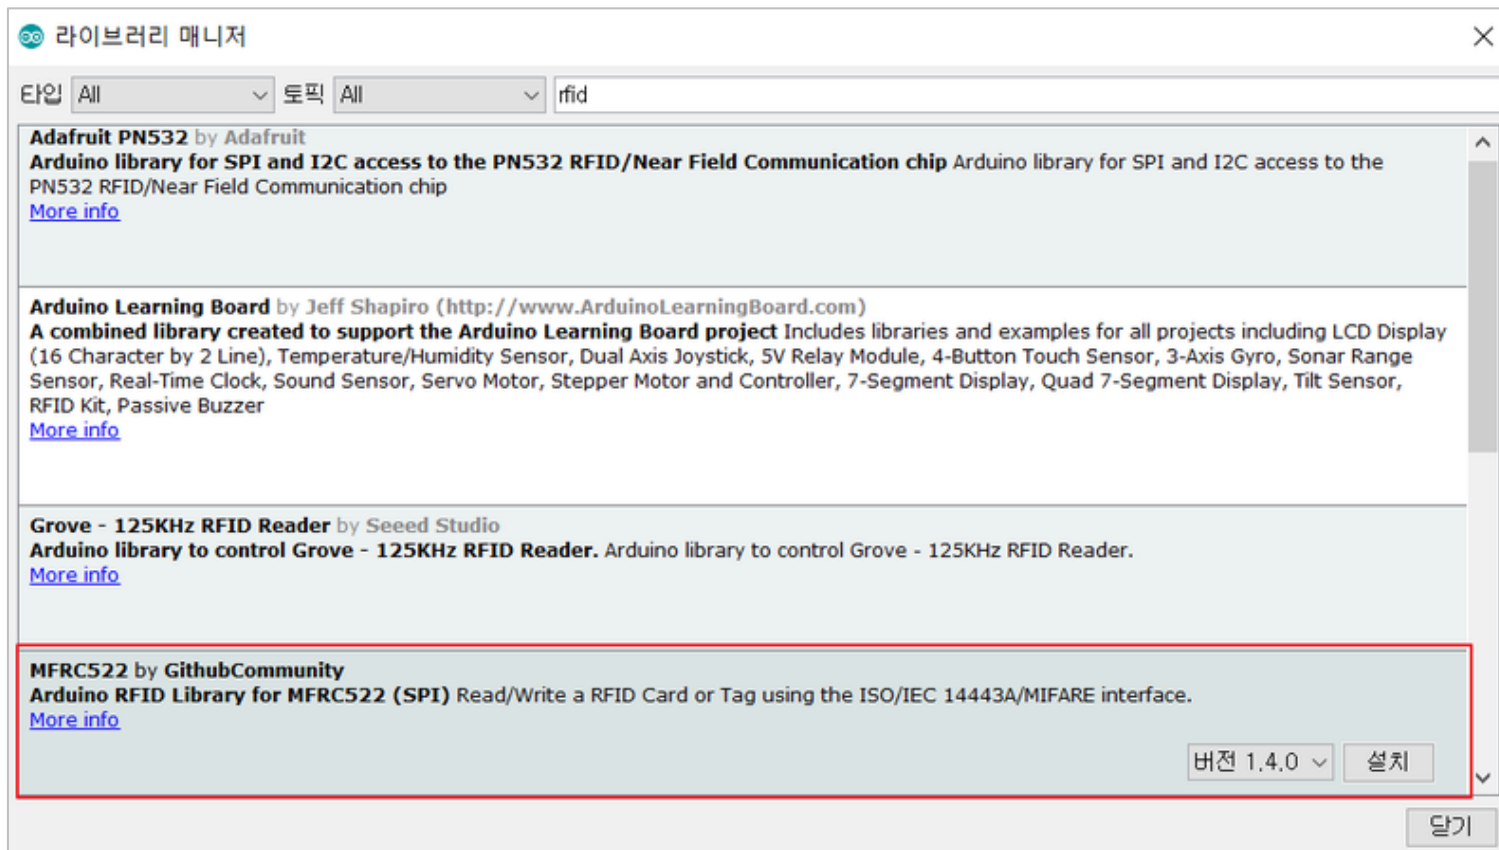 라이브러리 매니저
타입 All 토픽 All rfid
Adafruit PN532 by Adafruit
Arduino library for SPI and I2C access to the PN532 RFID/Near Field Communication chip Arduino library for SPI and I2C access to the
PN532 RFID/Near Field Communication chip
More info
Arduino Learning Board by Jeff Shapiro (http://www.ArduinoLearningBoard.com)
A combined library created to support the Arduino Learning Board project Includes libraries and examples for all projects including LCD Display
(16 Character by 2 Line), Temperature/Humidity Sensor, Dual Axis Joystick, 5V Relay Module, 4-Button Touch Sensor, 3-Axis Gyro, Sonar Range
Sensor, Real-Time Clock, Sound Sensor, Servo Motor, Stepper Motor and Controller, 7-Segment Display, Quad 7-Segment Display, Tilt Sensor,
RFID Kit, Passive Buzzer
More info
Grove - 125KHz RFID Reader by Seeed Studio
Arduino library to control Grove - 125KHz RFID Reader. Arduino library to control Grove - 125KHz RFID Reader.
More info
MFRC522 by GithubCommunity
Arduino RFID Library for MFRC522 (SPI) Read/Write a RFID Card or Tag using the ISO/IEC 14443A/MIFARE interface.
More info
버전 1.4.0 설치
닫기